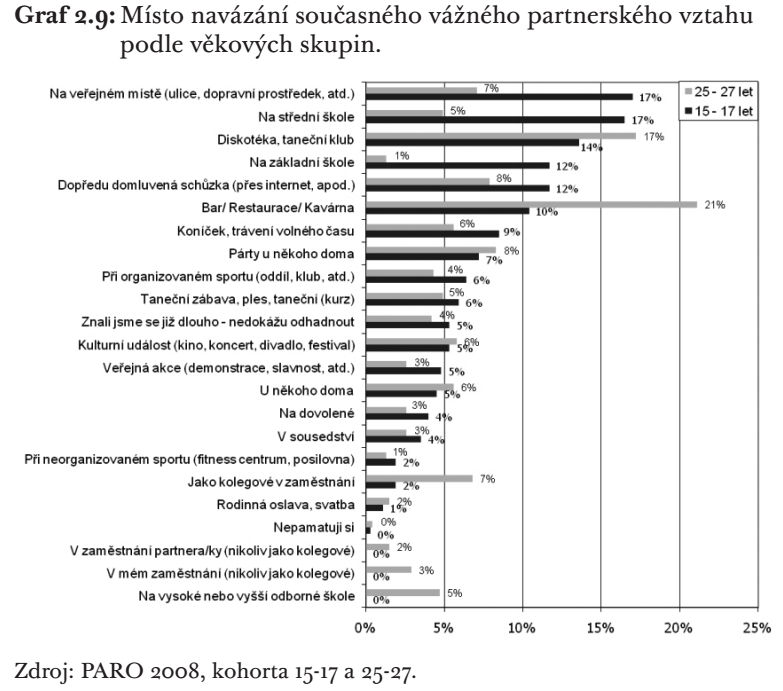 Graf 2.9: Místo navázání současného vážného partnerského vztahu
podle věkových skupin.
25 - 27 let
15 - 17 let
Na veřejném místě (ulice, dopravní prostředek, atd.) 7% 17%
Na střední škole 5% 17%
Diskotéka, taneční klub 17% 14%
Na základní škole 1% 12%
Dopředu domluvená schůzka (přes internet, apod.) 8% 12%
Bar/ Restaurace/ Kavárna 21% 10%
Koníček, trávení volného času 6% 9%
Párty u někoho doma 8% 7%
Při organizovaném sportu (oddíl, klub, atd.) 4% 6%
Taneční zábava, ples, taneční (kurz) 5% 6%
Znali jsme se již dlouho - nedokážu odhadnout 4% 5%
Kulturní událost (kino, koncert, divadlo, festival) 6% 5%
Veřejná akce (demonstrace, slavnost, atd.) 3% 5%
U někoho doma 6% 5%
Na dovolené 3% 4%
V sousedství 3% 4%
Při neorganizovaném sportu (fitness centrum, posilovna) 1% 2%
Jako kolegové v zaměstnání 7% 2%
Rodinná oslava, svatba 2% 1%
Nepamatuji si 0% 0%
V zaměstnání partnera/ky (nikoliv jako kolegové) 2% 0%
V mém zaměstnání (nikoliv jako kolegové) 3% 0%
Na vysoké nebo vyšší odborné škole 5% 0%
0% 5% 10% 15% 20% 25%
Zdroj: PARO 2008, kohorta 15-17 a 25-27.